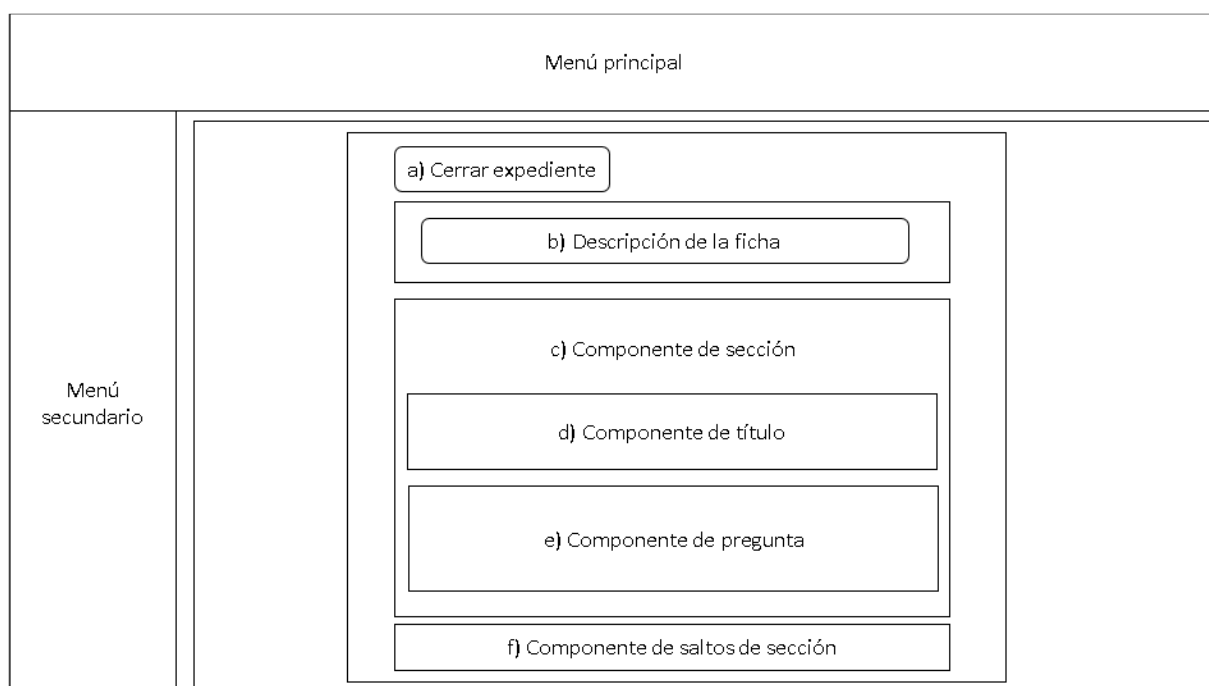 Menú principal
a) Cerrar expediente
b) Descripción de la ficha
c) Componente de sección
Menú
secundario
d) Componente de título
e) Componente de pregunta
f) Componente de saltos de sección